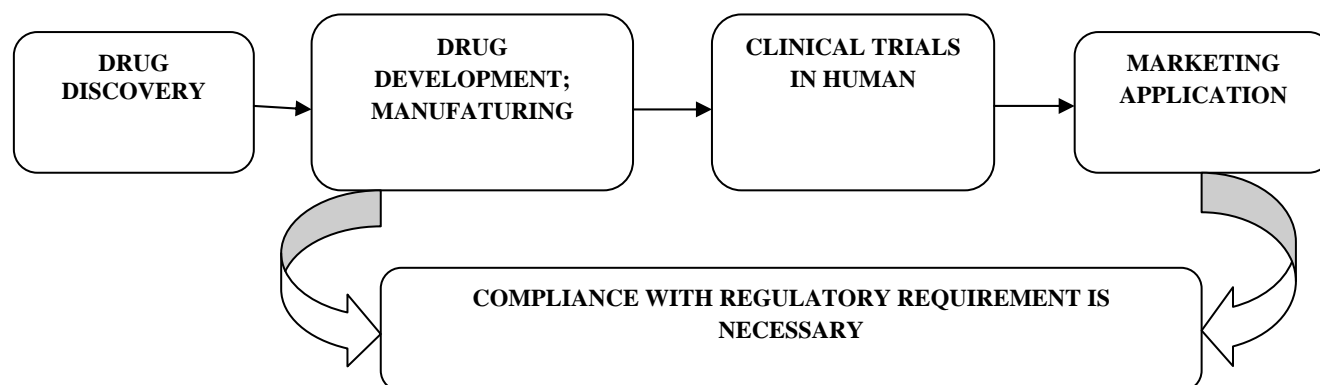 DRUG
DISCOVERY
DRUG
DEVELOPMENT;
MANUFATURING
CLINICAL TRIALS
IN HUMAN
MARKETING
APPLICATION
COMPLIANCE WITH REGULATORY REQUIREMENT IS
NECESSARY